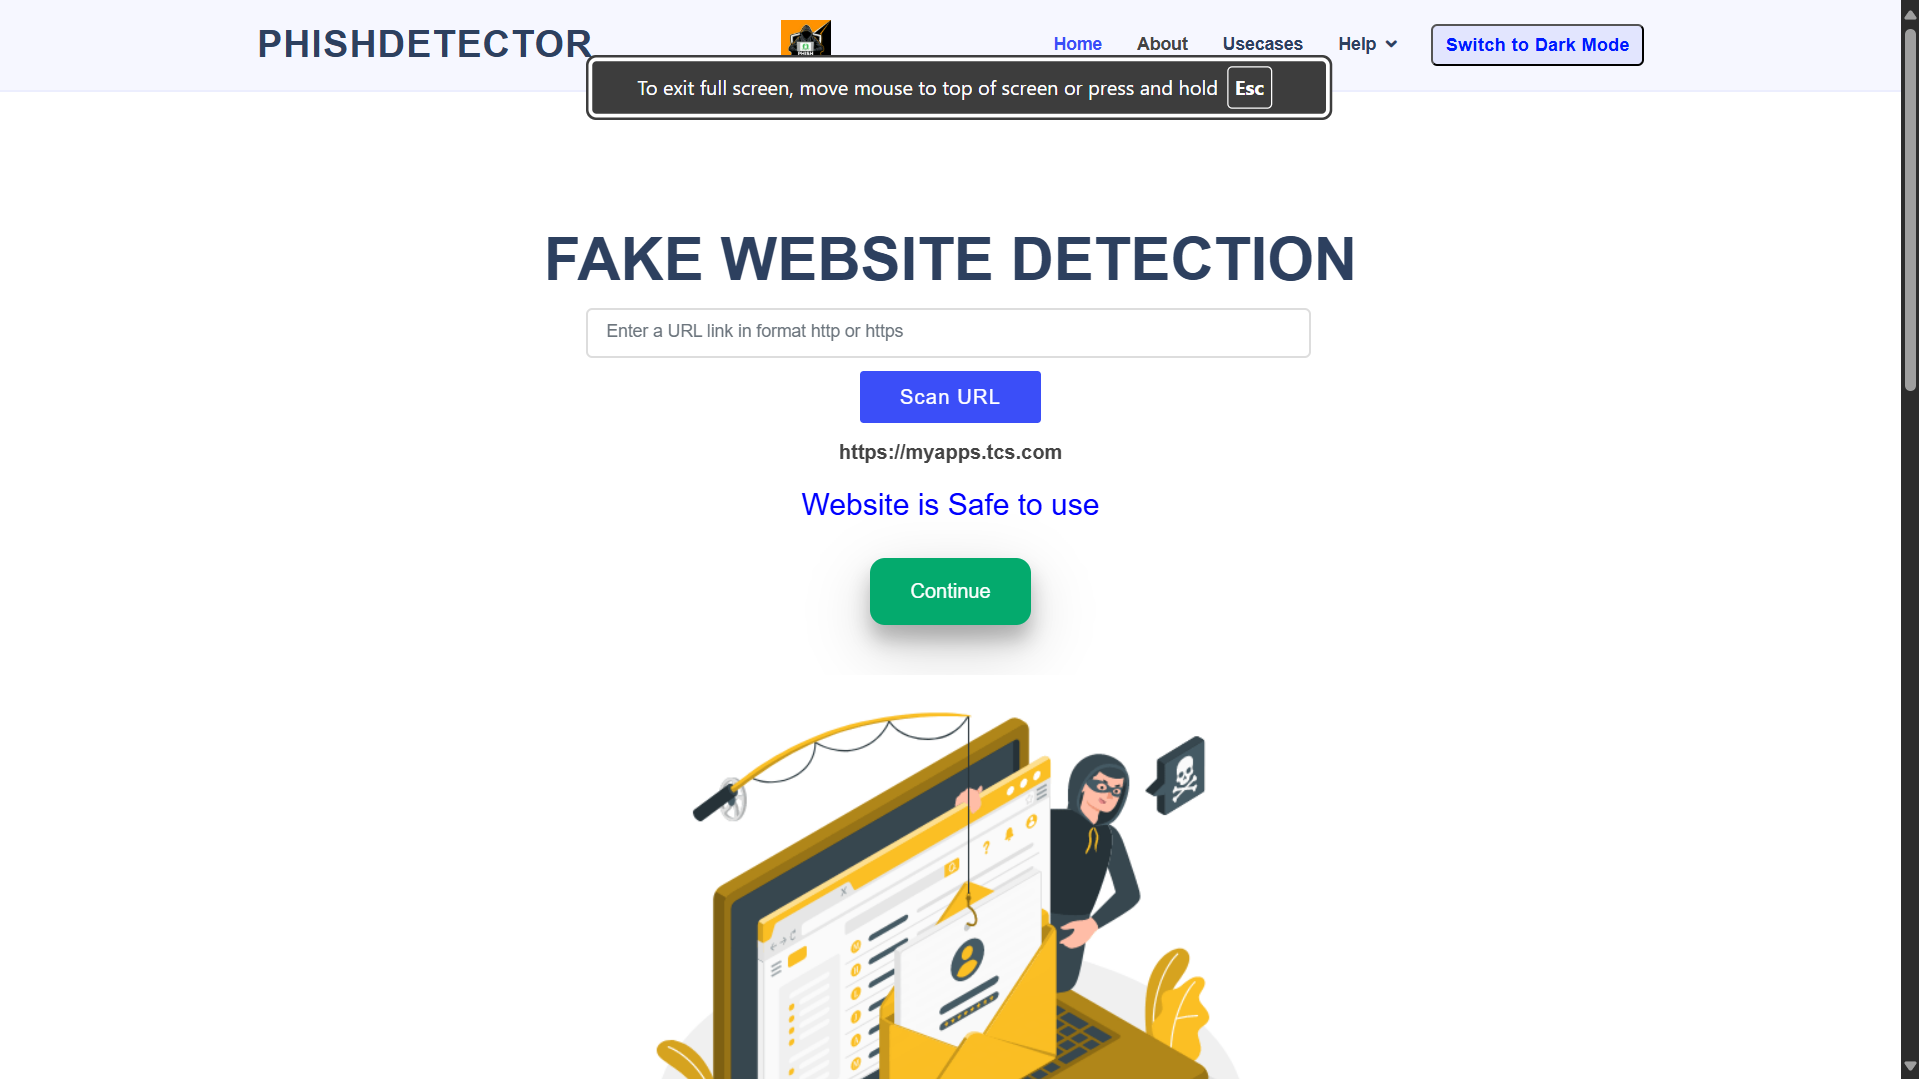 PHISHDETECTOR
PHISH
Home
About
Usecases
Help
Switch to Dark Mode
To exit full screen, move mouse to top of screen or press and hold Esc
FAKE WEBSITE DETECTION
Enter a URL link in format http or https
Scan URL
https://myapps.tcs.com
Website is Safe to use
Continue